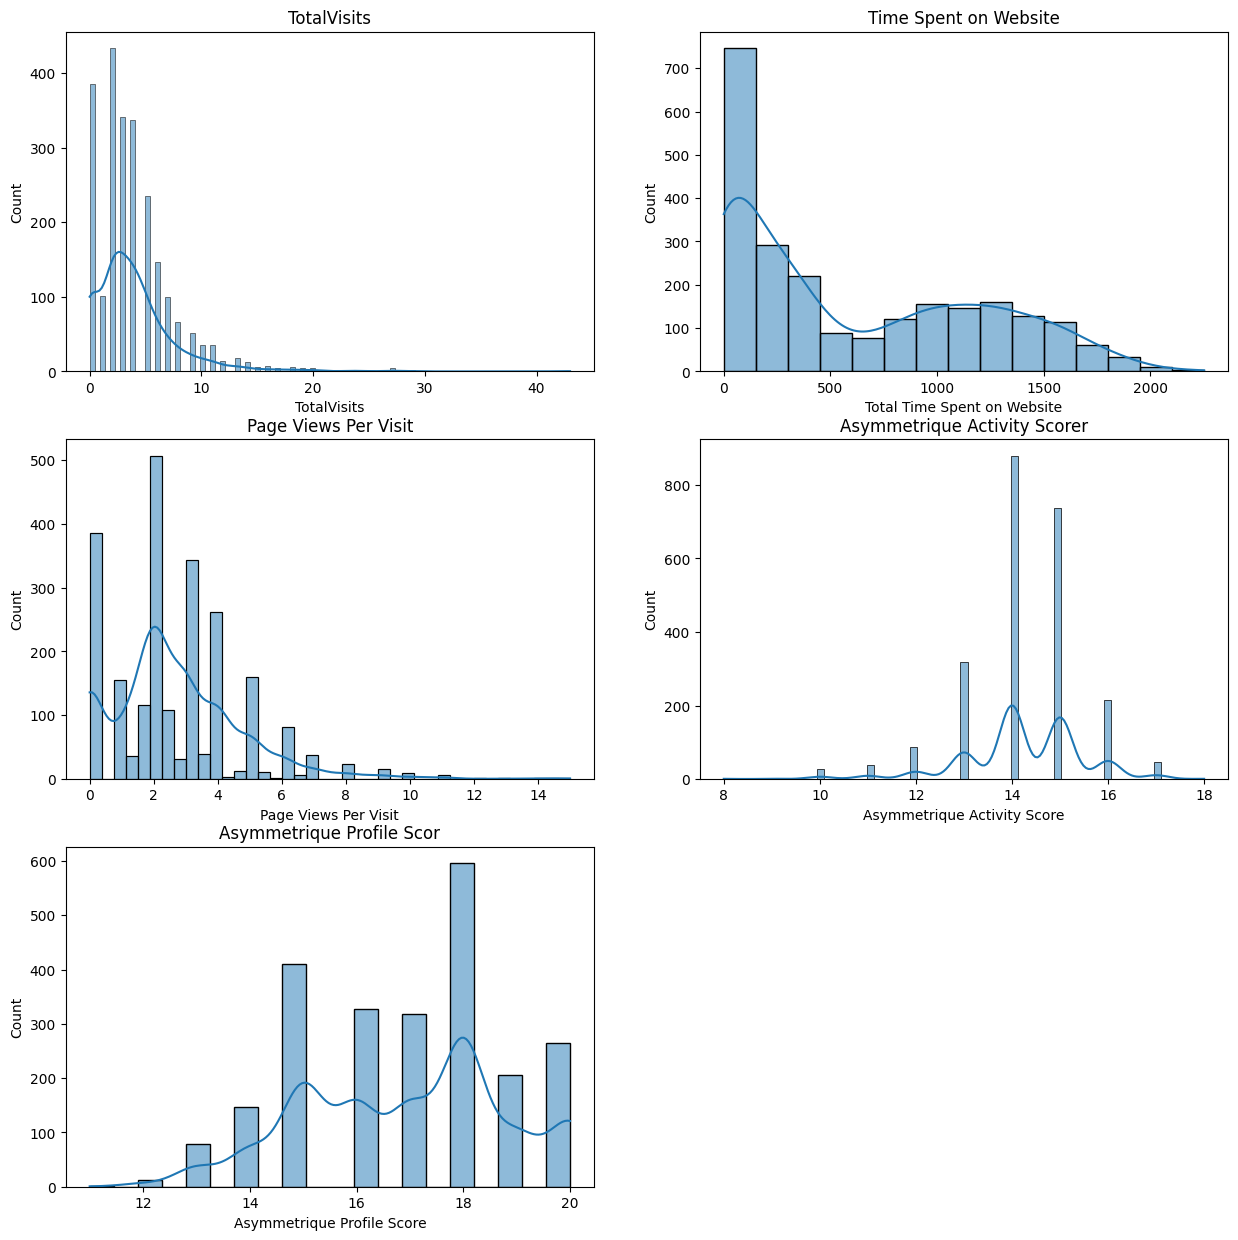 TotalVisits
Count
400
300
200
100
0
0 10 20 30 40
TotalVisits
Time Spent on Website
Count
700
600
500
400
300
200
100
0
0 500 1000 1500 2000
Total Time Spent on Website
Page Views Per Visit
Count
500
400
300
200
100
0
0 2 4 6 8 10 12 14
Page Views Per Visit
Asymmetrique Activity Scorer
Count
800
600
400
200
0
8 10 12 14 16 18
Asymmetrique Activity Score
Asymmetrique Profile Scor
Count
600
500
400
300
200
100
0
12 14 16 18 20
Asymmetrique Profile Score